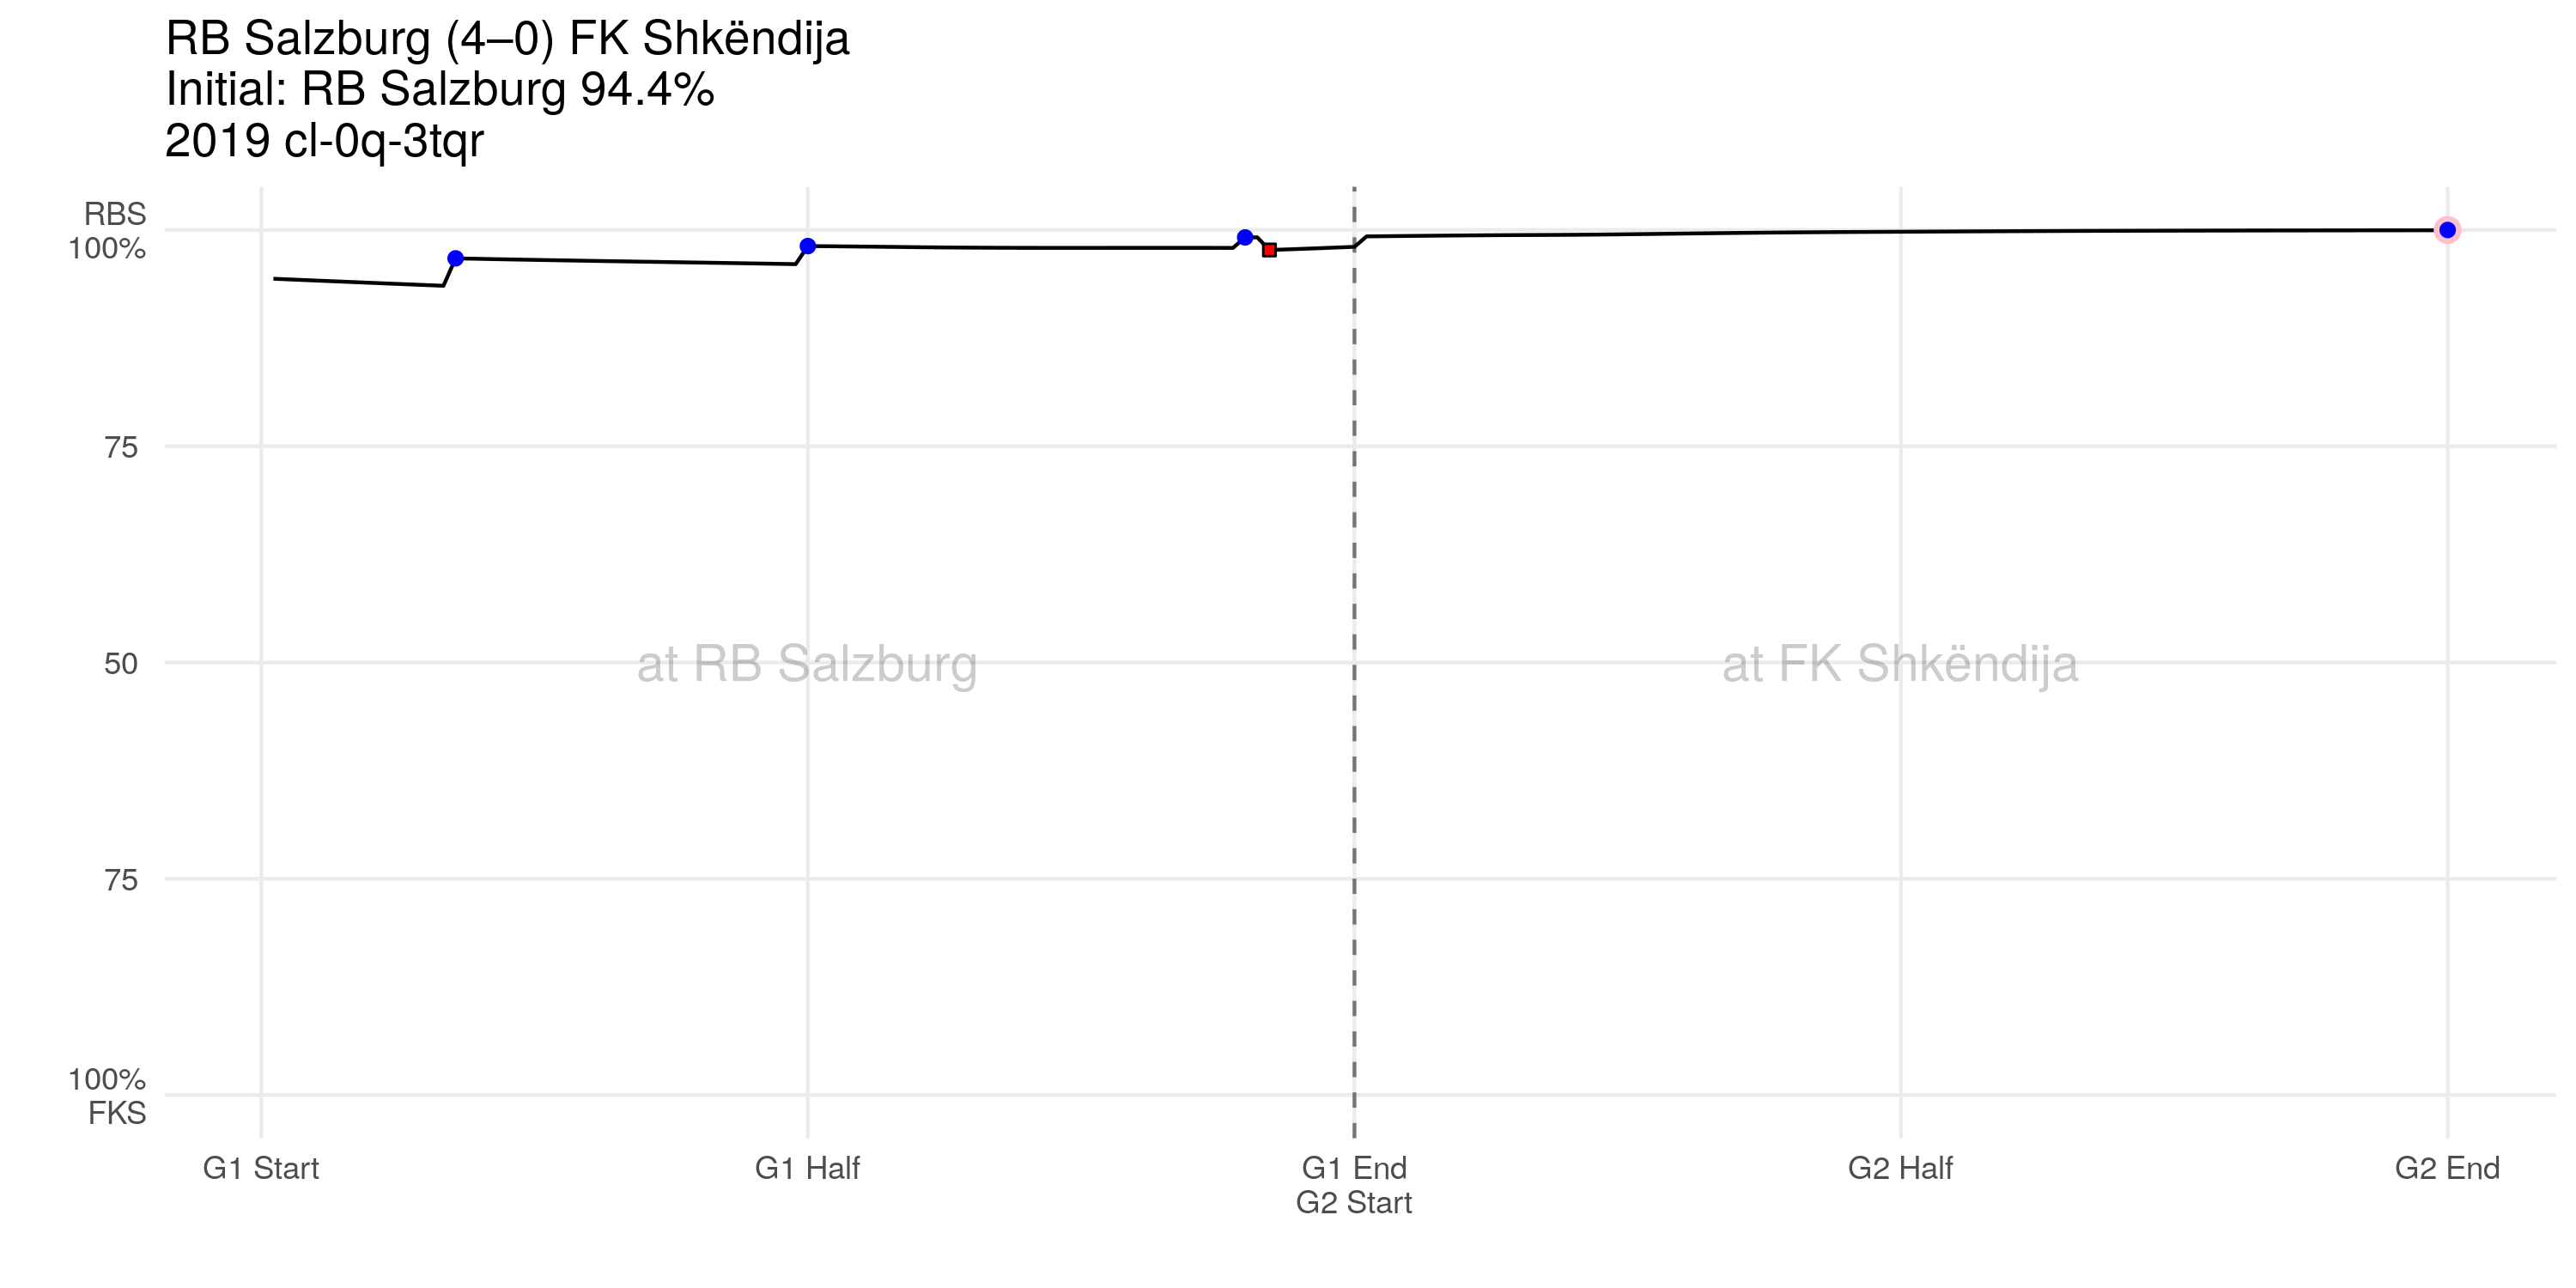 RB Salzburg (4–0) FK Shkëndija
Initial: RB Salzburg 94.4%
2019 cl-0q-3tqr
RBS
100%
75
50
75
100%
FKS
at RB Salzburg
at FK Shkëndija
G1 Start
G1 Half
G1 End
G2 Start
G2 Half
G2 End